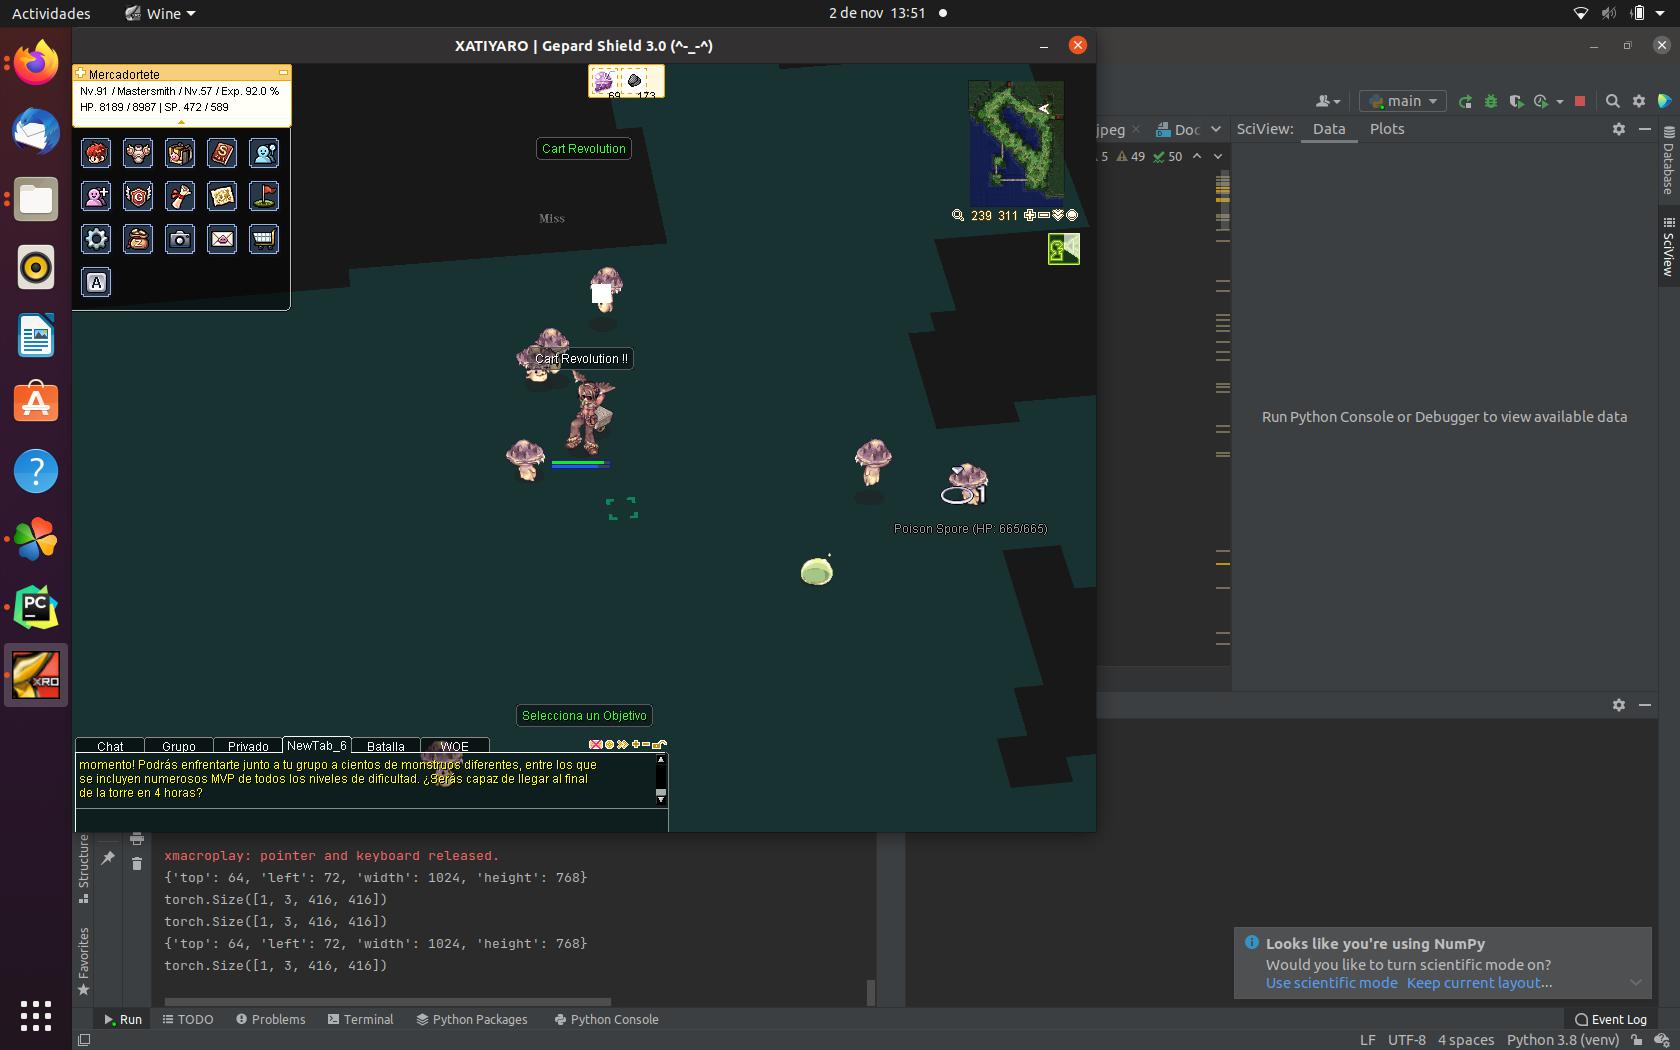 Actividades
Wine
2 de nov 13:51
XATIYARO | Gepard Shield 3.0 (^-_-^)
Mercadortete
Nv.91 / Mastersmith / Nv.57 / Exp. 92.0 %
HP. 8189 / 8987 | SP. 472 / 589
69 173
A
Cart Revolution
Miss
Cart Revolution !!
239 311
1
Poison Spore (HP: 665/665)
Selecciona un Objetivo
Chat Grupo Privado NewTab_6 Batalla WOE
momento! Podrás enfrentarte junto a tu grupo a cientos de monstruos diferentes, entre los que
se incluyen numerosos MVP de todos los niveles de dificultad. ¿Serás capaz de llegar al final
de la torre en 4 horas?
main
jpeg
Doc
SciView: Data Plots
5 49 50
Database
SciView
Run Python Console or Debugger to view available data
PC
XRO
Structure
Favorites
xmacroplay: pointer and keyboard released.
{'top': 64, 'left': 72, 'width': 1024, 'height': 768}
torch.Size([1, 3, 416, 416])
torch.Size([1, 3, 416, 416])
{'top': 64, 'left': 72, 'width': 1024, 'height': 768}
torch.Size([1, 3, 416, 416])
Looks like you're using NumPy
Would you like to turn scientific mode on?
Use scientific mode Keep current layout...
Run TODO Problems Terminal Python Packages Python Console
Event Log
LF UTF-8 4 spaces Python 3.8 (venv)